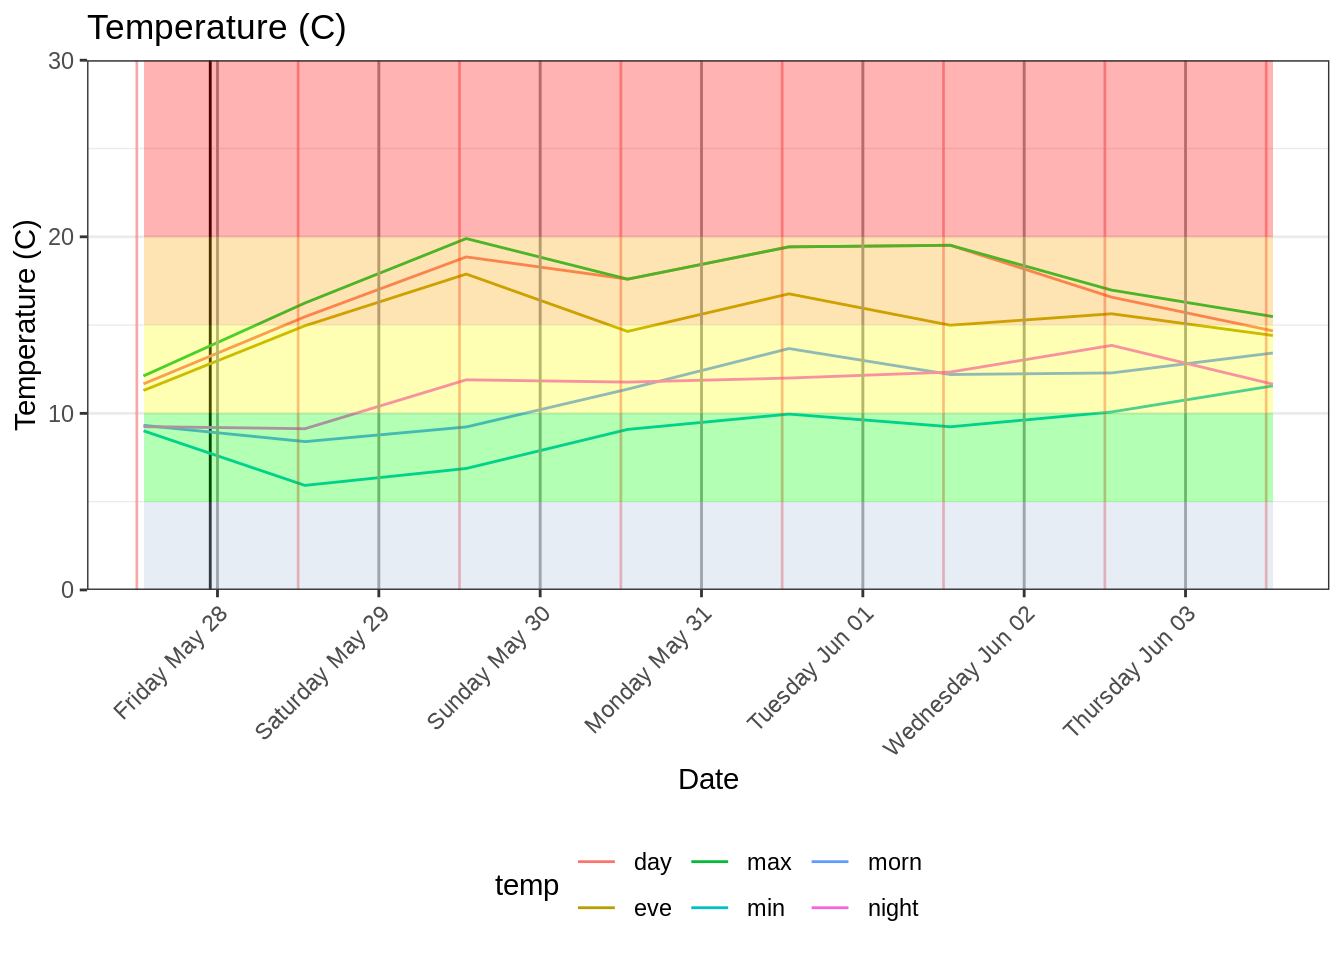 Temperature (C)
Temperature (C)
30
20
10
0
Friday May 28
Saturday May 29
Sunday May 30
Monday May 31
Tuesday Jun 01
Wednesday Jun 02
Thursday Jun 03
Date
temp
day
max
morn
eve
min
night